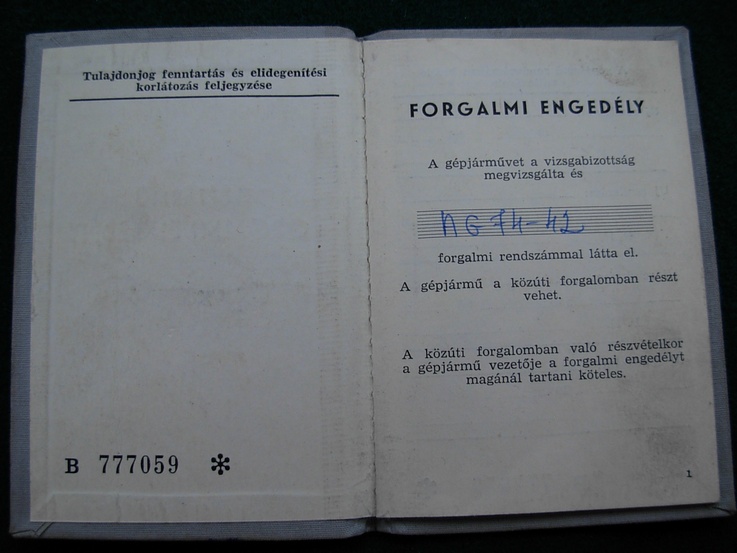 Tulajdonjog fenntartás és elidegenítési
korlátozás feljegyzése
B 777059 ✻
FORGALMI ENGEDÉLY
A gépjárművet a vizsgabizottság
megvizsgálta és
NG 74-42
forgalmi rendszámmal látta el.
A gépjármű a közúti forgalomban részt
vehet.
A közúti forgalomban való részvételkor
a gépjármű vezetője a forgalmi engedélyt
magánál tartani köteles.
1